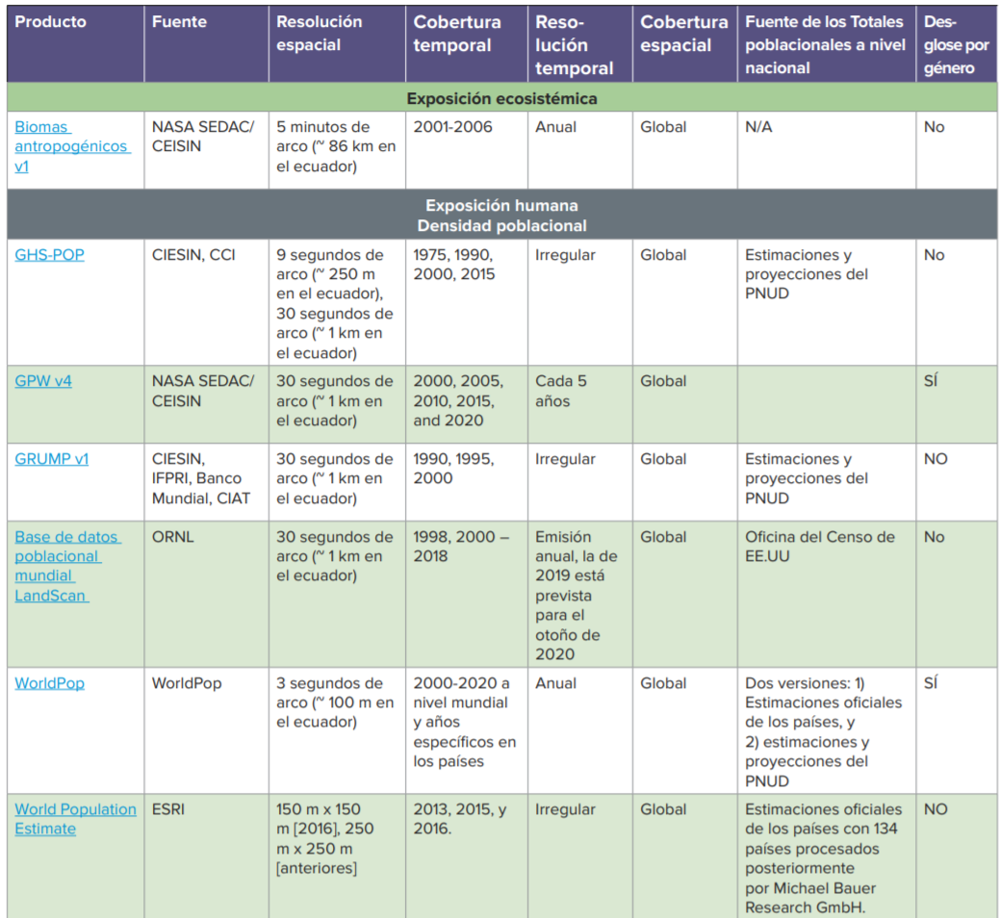 Producto
Fuente
Resolución
espacial
Cobertura
temporal
Reso-
lución
temporal
Cobertura
espacial
Fuente de los Totales
poblacionales a nivel
nacional
Des-
glose por
género
Exposición ecosistémica
Biomas
antropogénicos
v1
NASA SEDAC/
CEISIN
5 minutos de
arco (~ 86 km en
el ecuador)
2001-2006
Anual
Global
N/A
No
Exposición humana
Densidad poblacional
GHS-POP
CIESIN, CCI
9 segundos de
arco (~ 250 m
en el ecuador),
30 segundos de
arco (~ 1 km en
el ecuador)
1975, 1990,
2000, 2015
Irregular
Global
Estimaciones y
proyecciones del
PNUD
No
GPW v4
NASA SEDAC/
CEISIN
30 segundos de
arco (~ 1 km en
el ecuador)
2000, 2005,
2010, 2015,
and 2020
Cada 5
años
Global
SÍ
GRUMP v1
CIESIN,
IFPRI, Banco
Mundial, CIAT
30 segundos de
arco (~ 1 km en
el ecuador)
1990, 1995,
2000
Irregular
Global
Estimaciones y
proyecciones del
PNUD
NO
Base de datos
poblacional
mundial
LandScan
ORNL
30 segundos de
arco (~ 1 km en
el ecuador)
1998, 2000 –
2018
Emisión
anual, la de
2019 está
prevista
para el
otoño de
2020
Global
Oficina del Censo de
EE.UU
No
WorldPop
WorldPop
3 segundos de
arco (~ 100 m en
el ecuador)
2000-2020 a
nivel mundial
y años
específicos en
los países
Anual
Global
Dos versiones: 1)
Estimaciones oficiales
de los países, y
2) estimaciones y
proyecciones del
PNUD
SÍ
World Population
Estimate
ESRI
150 m x 150
m [2016], 250
m x 250 m
[anteriores]
2013, 2015, y
2016.
Irregular
Global
Estimaciones oficiales
de los países con 134
países procesados
posteriormente
por Michael Bauer
Research GmbH.
NO